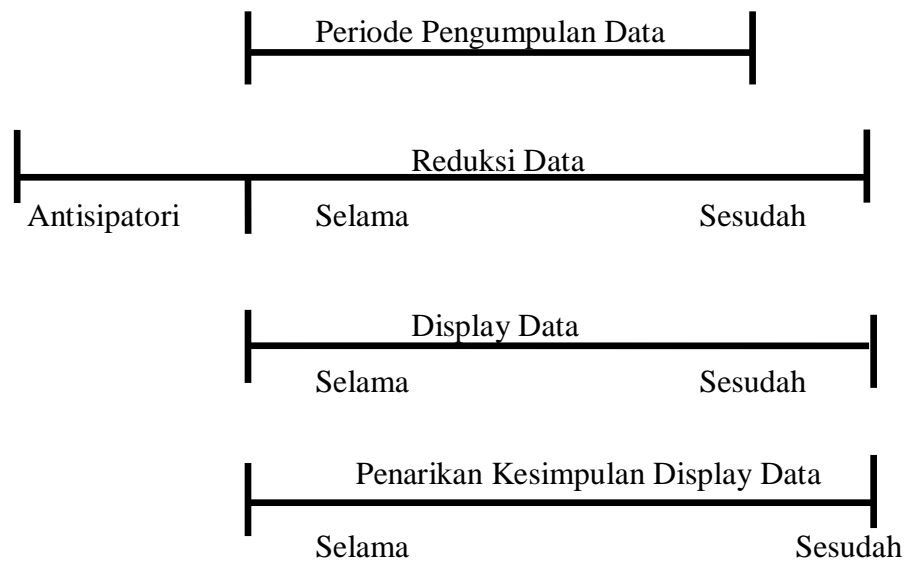 Periode Pengumpulan Data
Reduksi Data
Antisipatori Selama Sesudah
Display Data
Selama Sesudah
Penarikan Kesimpulan Display Data
Selama Sesudah